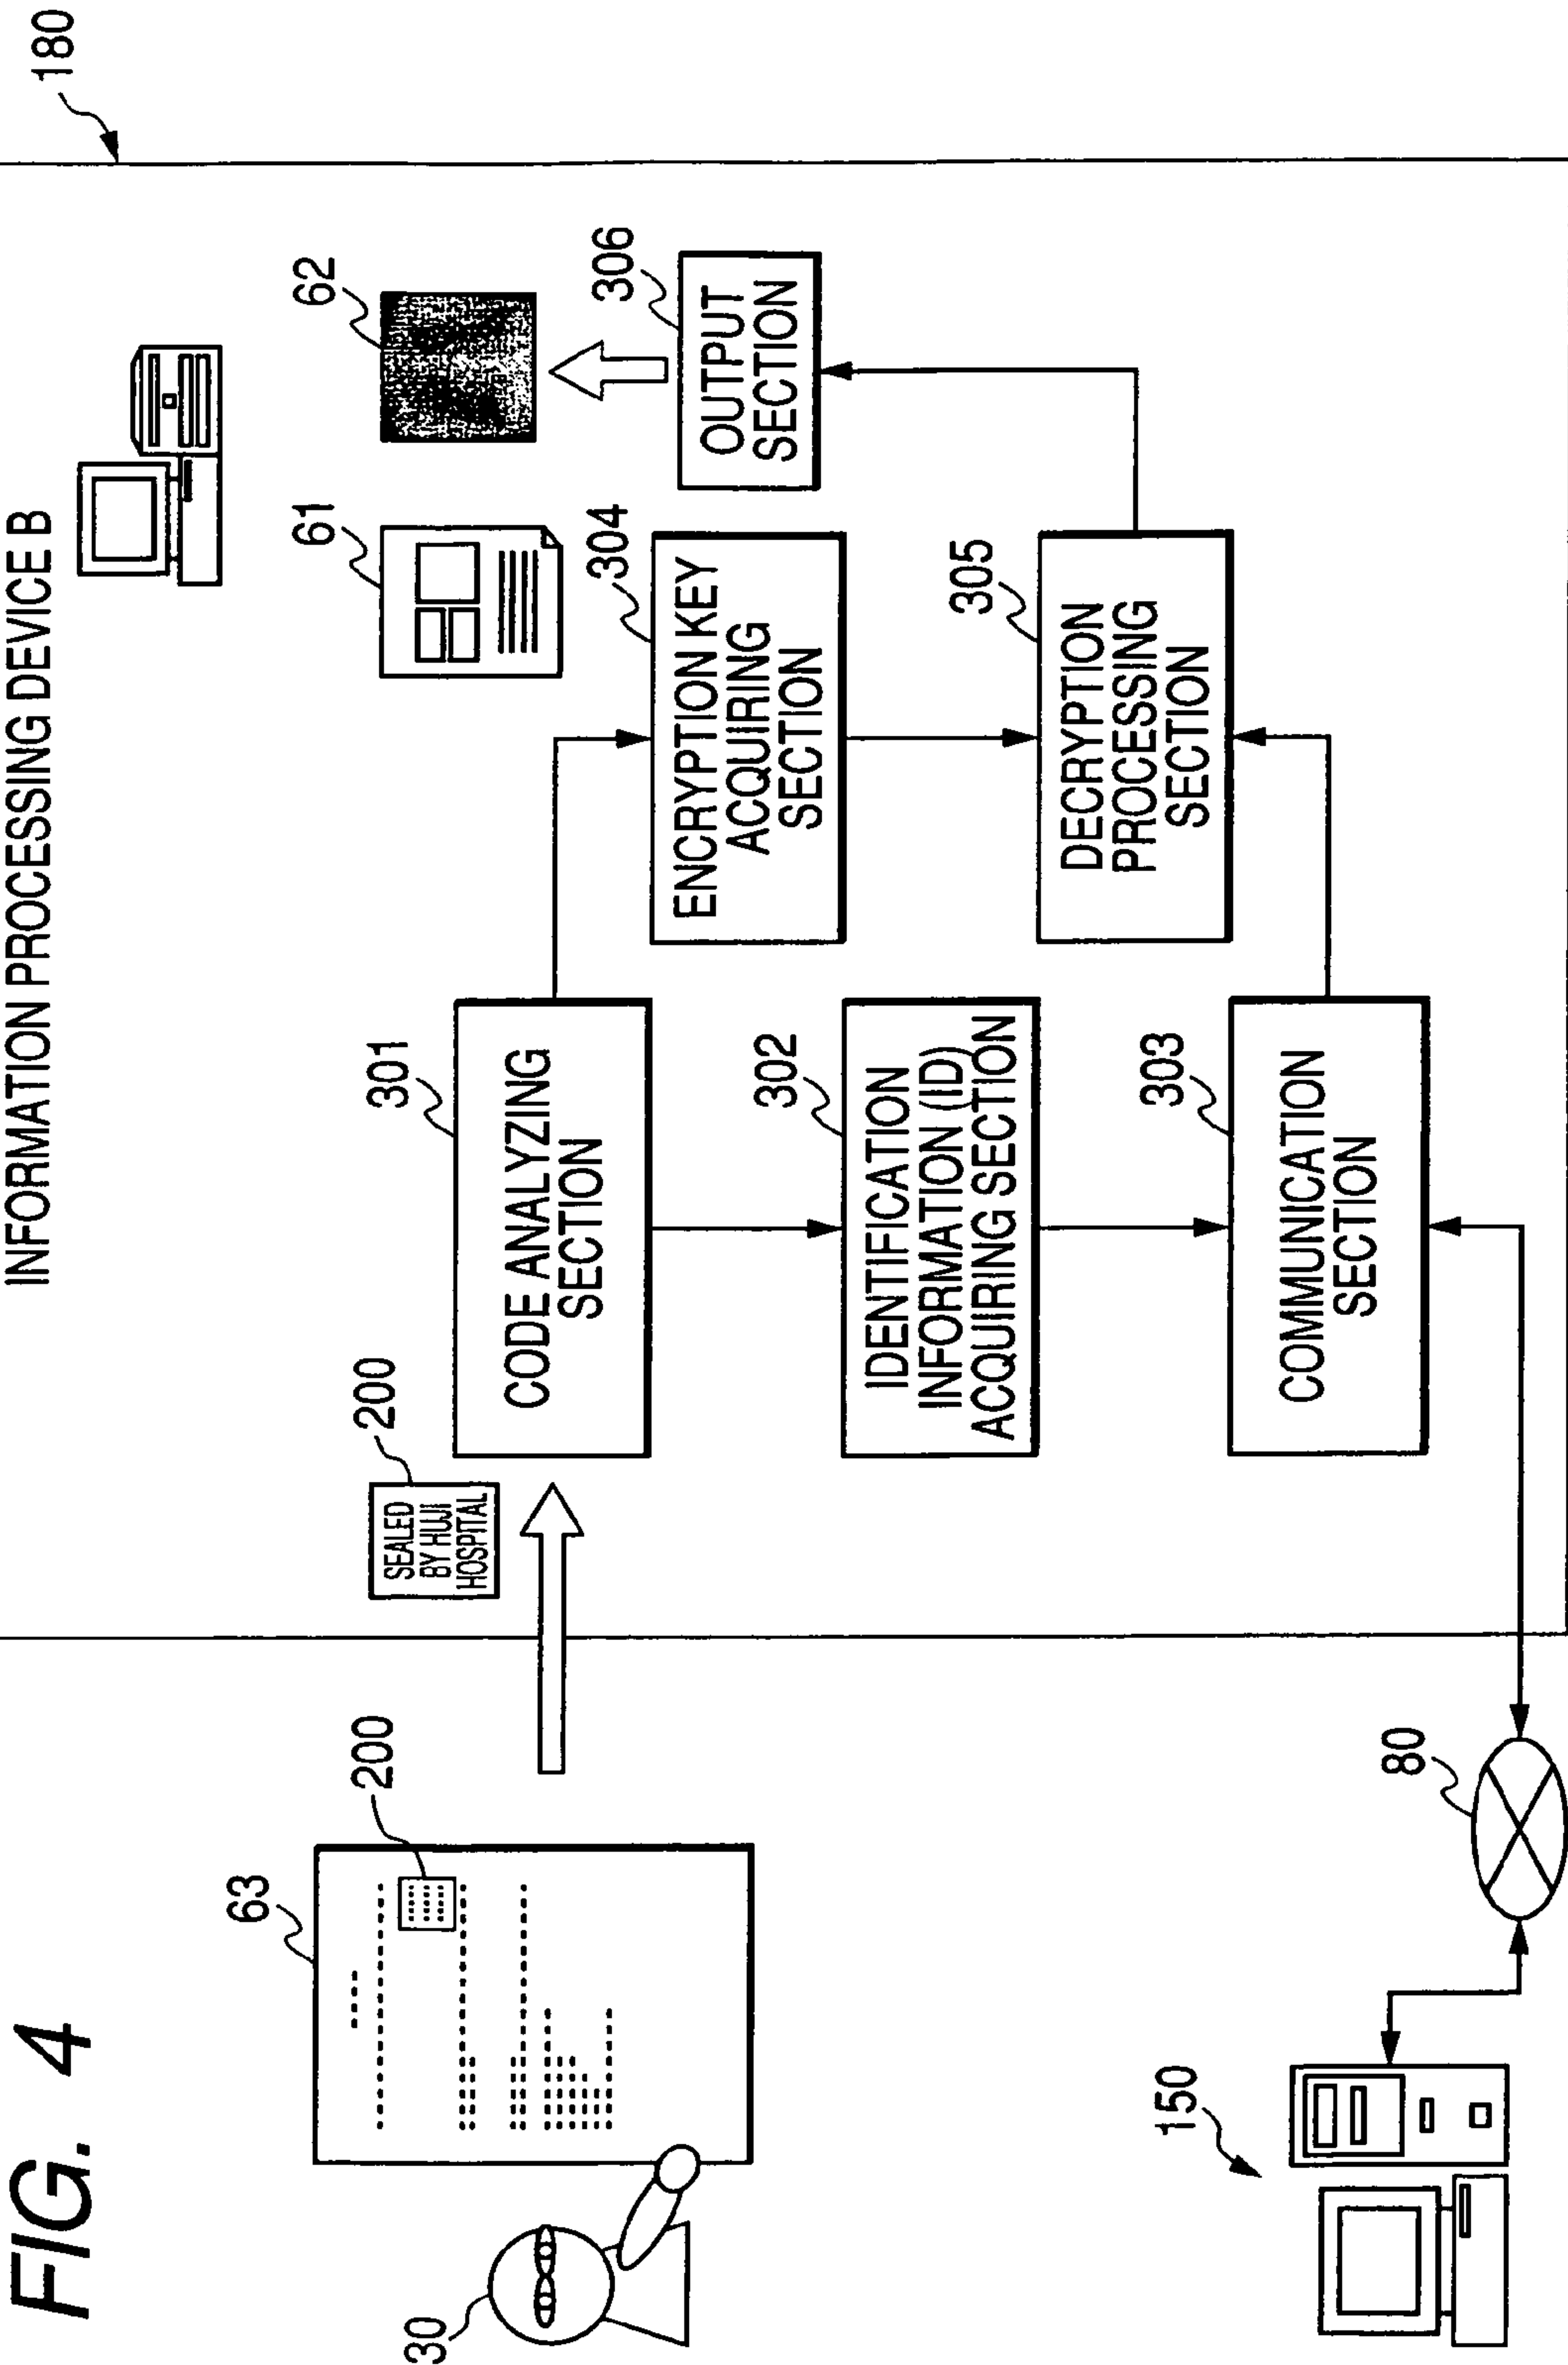 FIG. 4
INFORMATION PROCESSING DEVICE B
180
30
63
200
200
SEALED
BY HUJI
HOSPITAL
301
CODE ANALYZING
SECTION
61
62
304
ENCRYPTION KEY
ACQUIRING
SECTION
306
OUTPUT
SECTION
302
IDENTIFICATION
INFORMATION (ID)
ACQUIRING SECTION
305
DECRYPTION
PROCESSING
SECTION
150
80
303
COMMUNICATION
SECTION